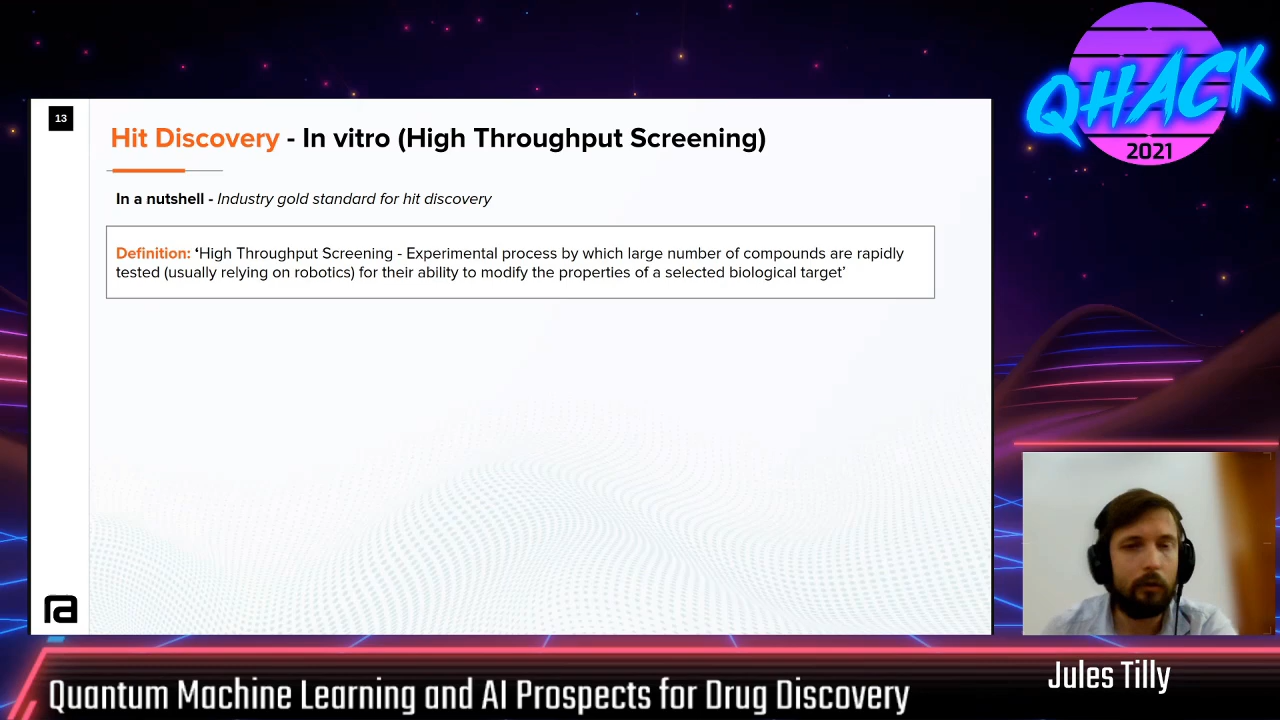 QHACK
2021
13
Hit Discovery - In vitro (High Throughput Screening)
In a nutshell - Industry gold standard for hit discovery
Definition: ‘High Throughput Screening - Experimental process by which large number of compounds are rapidly
tested (usually relying on robotics) for their ability to modify the properties of a selected biological target’
ra
Jules Tilly
Quantum Machine Learning and AI Prospects for Drug Discovery